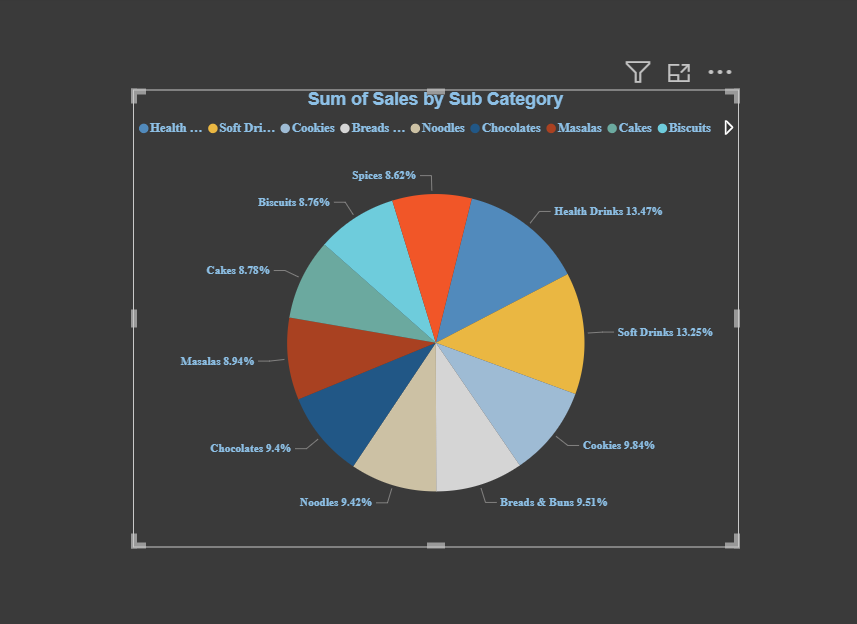 Sum of Sales by Sub Category
Health ... Soft Dri... Cookies Breads ... Noodles Chocolates Masalas Cakes Biscuits
Spices 8.62%
Biscuits 8.76%
Health Drinks 13.47%
Cakes 8.78%
Soft Drinks 13.25%
Masalas 8.94%
Chocolates 9.4%
Cookies 9.84%
Noodles 9.42%
Breads & Buns 9.51%